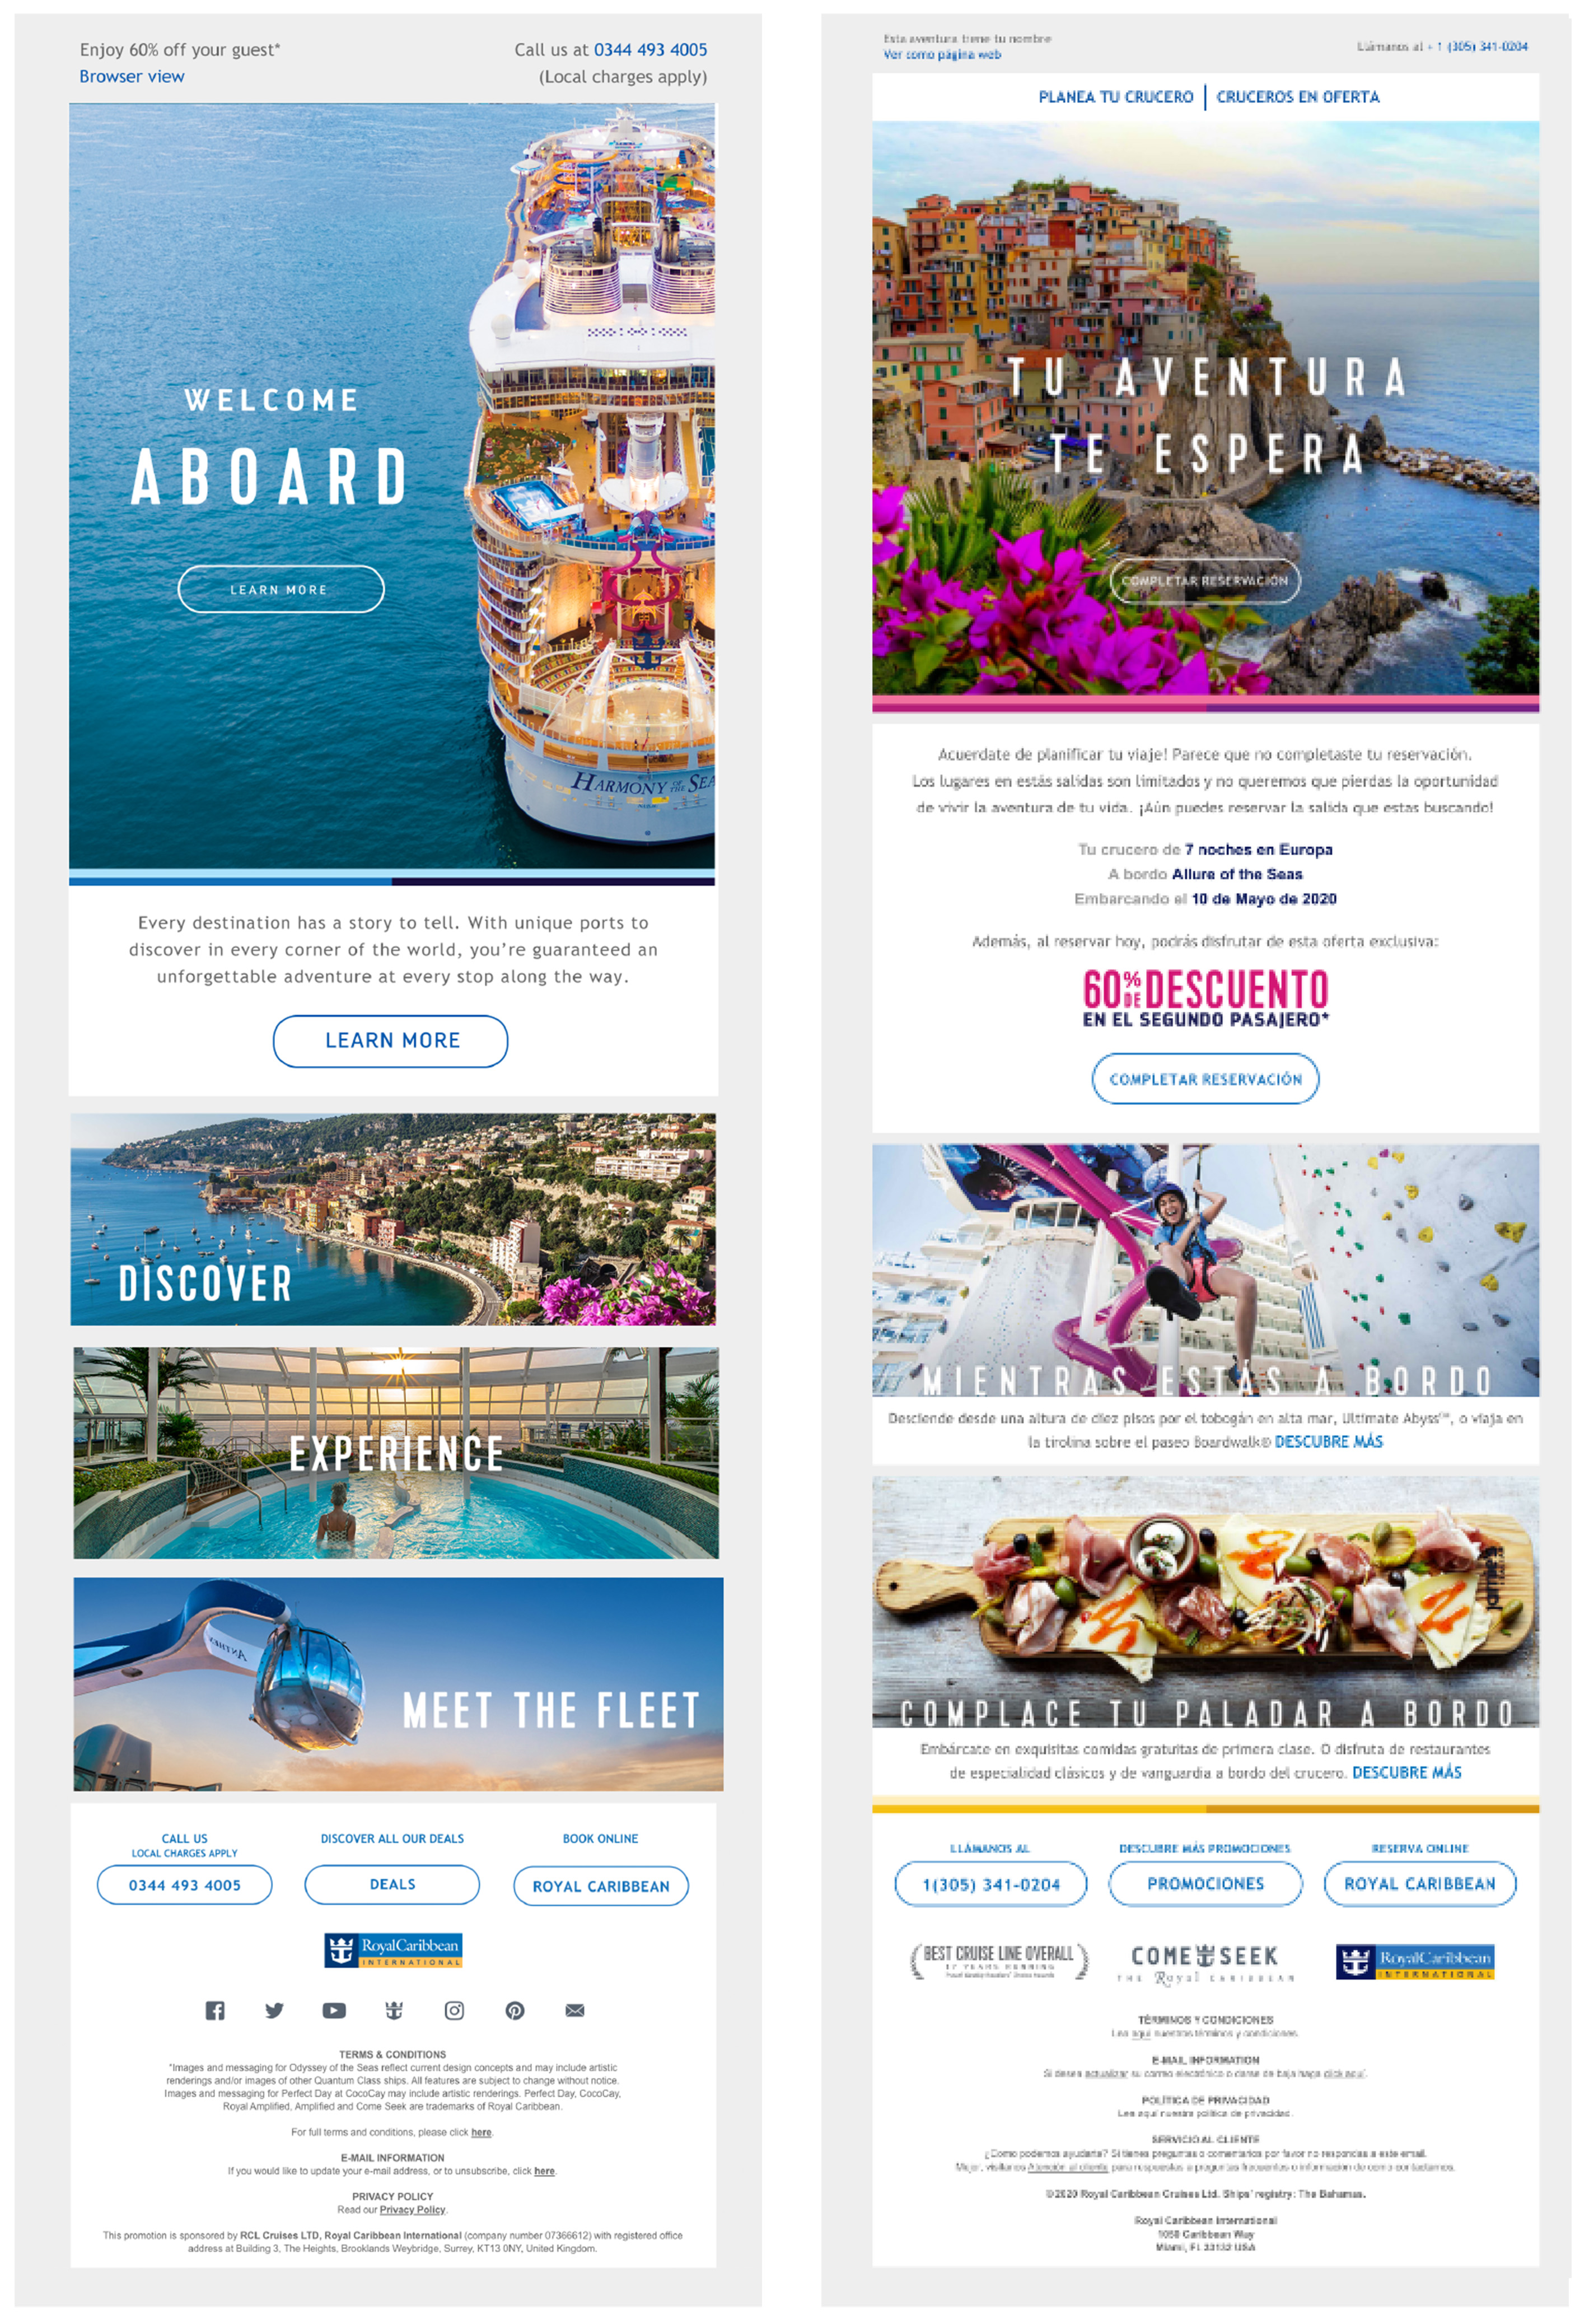 Enjoy 60% off your guest*
Browser view
Call us at 0344 493 4005
(Local charges apply)
WELCOME
ABOARD
LEARN MORE
HARMONY OF THE SEA
Every destination has a story to tell. With unique ports to
discover in every corner of the world, you're guaranteed an
unforgettable adventure at every stop along the way.
LEARN MORE
DISCOVER
EXPERIENCE
ANTHEM
MEET THE FLEET
CALL US
LOCAL CHARGES APPLY
0344 493 4005
DISCOVER ALL OUR DEALS
DEALS
BOOK ONLINE
ROYAL CARIBBEAN
RoyalCaribbean
INTERNATIONAL
TERMS & CONDITIONS
*Images and messaging for Odyssey of the Seas reflect current design concepts and may include artistic
renderings and/or images of other Quantum Class ships. All features are subject to change without notice.
Images and messaging for Perfect Day at CocoCay may include artistic renderings. Perfect Day, CocoCay,
Royal Amplified, Amplified and Come Seek are trademarks of Royal Caribbean.
For full terms and conditions, please click here.
E-MAIL INFORMATION
If you would like to update your e-mail address, or to unsubscribe, click here.
PRIVACY POLICY
Read our Privacy Policy.
This promotion is sponsored by RCL Cruises LTD, Royal Caribbean International (company number 07366612) with registered office
address at Building 3, The Heights, Brooklands Weybridge, Surrey, KT13 0NY, United Kingdom.
Esta aventura tiene tu nombre
Ver como página web
Llámanos al + 1 (305) 341-0204
PLANEA TU CRUCERO | CRUCEROS EN OFERTA
TU AVENTURA
TE ESPERA
COMPLETAR RESERVACIÓN
Acuerdate de planificar tu viaje! Parece que no completaste tu reservación.
Los lugares en estás salidas son limitados y no queremos que pierdas la oportunidad
de vivir la aventura de tu vida. ¡Aún puedes reservar la salida que estas buscando!
Tu crucero de 7 noches en Europa
A bordo Allure of the Seas
Embarcando el 10 de Mayo de 2020
Además, al reservar hoy, podrás disfrutar de esta oferta exclusiva:
60% DE DESCUENTO
EN EL SEGUNDO PASAJERO*
COMPLETAR RESERVACIÓN
MIENTRAS ESTÁS A BORDO
Desciende desde una altura de diez pisos por el tobogán en alta mar, Ultimate Abyss℠, o viaja en
la tirolina sobre el paseo Boardwalk® DESCUBRE MÁS
jamie's
COMPLACE TU PALADAR A BORDO
Embárcate en exquisitas comidas gratuitas de primera clase. O disfruta de restaurantes
de especialidad clásicos y de vanguardia a bordo del crucero. DESCUBRE MÁS
LLÁMANOS AL
1(305) 341-0204
DESCUBRE MÁS PROMOCIONES
PROMOCIONES
RESERVA ONLINE
ROYAL CARIBBEAN
BEST CRUISE LINE OVERALL
17 YEARS RUNNING
COME SEEK
THE Royal CARIBBEAN
RoyalCaribbean
INTERNATIONAL
TÉRMINOS Y CONDICIONES
Lea aquí nuestros términos y condiciones.
E-MAIL INFORMATION
Si desea actualizar su correo electrónico o darse de baja haga click aquí.
POLÍTICA DE PRIVACIDAD
Lea aquí nuestra política de privacidad.
SERVICIO AL CLIENTE
¿Como podemos ayudarte? Si tienes preguntas o comentarios por favor no respondas a este email.
Mejor, visítanos Atención al cliente para respuestas a preguntas frecuentes o información de como contactarnos.
©2020 Royal Caribbean Cruises Ltd. Ships' registry: The Bahamas.
Royal Caribbean International
1050 Caribbean Way
Miami, FL 33132 USA